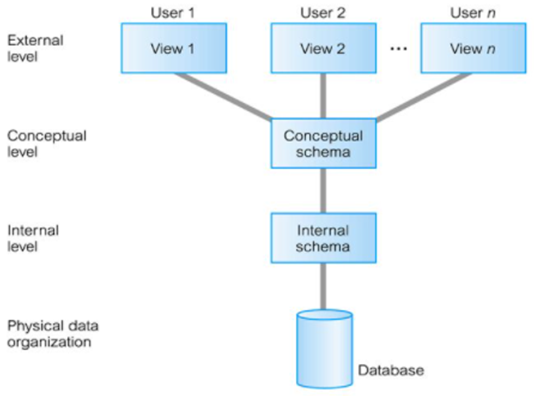 User 1
User 2
User n
External
level
View 1
View 2
...
View n
Conceptual
level
Conceptual
schema
Internal
level
Internal
schema
Physical data
organization
Database